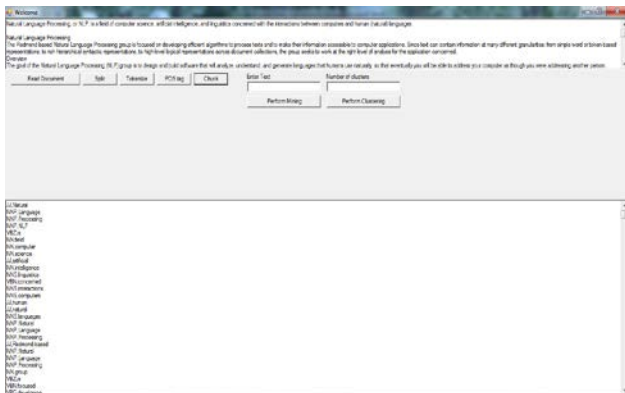 Welcome
Natural Language Processing, or NLP is a field of computer science, artificial intelligence, and linguistics concerned with the interactions between computers and human (natural) languages.
Natural Language Processing
The Redmond-based Natural Language Processing group is focused on developing efficient algorithms to process texts and to make their information accessible to computer applications. Since text can contain information at many different granularities, from simple word or token-based
representations, to rich hierarchical syntactic representations, to high-level logical representations across document collections, the group seeks to work at the right level of analysis for the application concerned.
Overview
The goal of the Natural Language Processing (NLP) group is to design and build software that will analyze, understand, and generate languages that humans use naturally, so that eventually you will be able to address your computer as though you were addressing another person.
Read Document Split Tokenize POS tag Chunk Enter Text Number of clusters
Perform Mining Perform Clustering
JJ,Natural
NNP,Language
NNP,Processing
NNP,NLP
VBZ,is
NN,field
NN,computer
NN,science
JJ,artificial
NN,intelligence
NNS,linguistics
VBN,concerned
NNS,interactions
NNS,computers
JJ,human
JJ,natural
NNS,languages
NNP,Natural
NNP,Language
NNP,Processing
JJ,Redmond-based
NNP,Natural
NNP,Language
NNP,Processing
NN,group
VBZ,is
VBN,focused